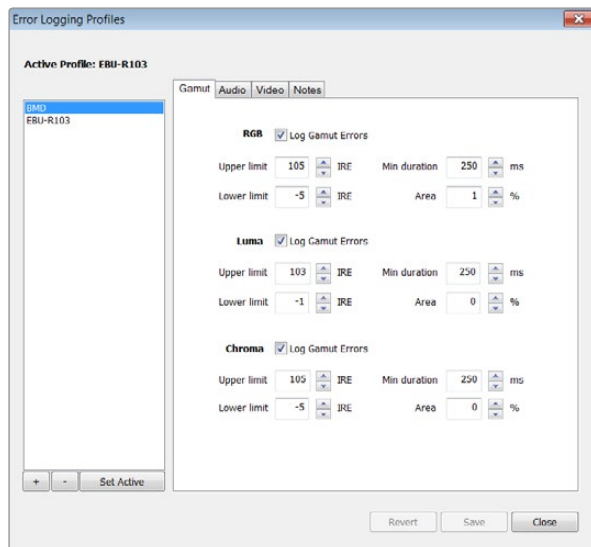 Error Logging Profiles
Active Profile: EBU-R103
BMD
EBU-R103
+ - Set Active
Gamut Audio Video Notes
RGB Log Gamut Errors
Upper limit 105 IRE Min duration 250 ms
Lower limit -5 IRE Area 1 %
Luma Log Gamut Errors
Upper limit 103 IRE Min duration 250 ms
Lower limit -1 IRE Area 0 %
Chroma Log Gamut Errors
Upper limit 105 IRE Min duration 250 ms
Lower limit -5 IRE Area 0 %
Revert Save Close